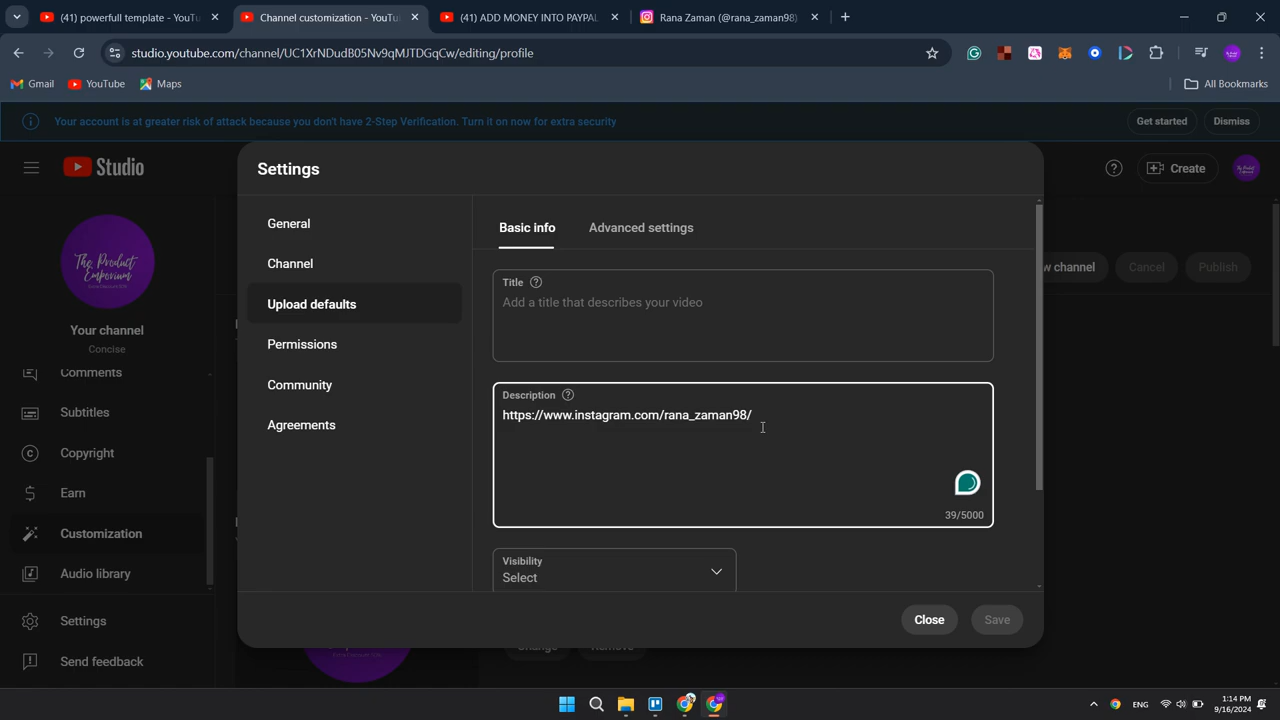 (41) powerfull template - YouTu
Channel customization - YouTu
(41) ADD MONEY INTO PAYPAL
Rana Zaman (@rana_zaman98)
studio.youtube.com/channel/UC1XrNDudB05Nv9qMJTDGqCw/editing/profile
Gmail
YouTube
Maps
All Bookmarks
Your account is at greater risk of attack because you don't have 2-Step Verification. Turn it on now for extra security
Get started
Dismiss
Studio
Create
Settings
The Product
Emporium
Your channel
Concise
Comments
Subtitles
Copyright
Earn
Customization
Audio library
Settings
Send feedback
General
Channel
Upload defaults
Permissions
Community
Agreements
Basic info
Advanced settings
Title
Add a title that describes your video
Description
https://www.instagram.com/rana_zaman98/
39/5000
Visibility
Select
Close
Save
w channel
Cancel
Publish
Change
Remove
ENG
1:14 PM
9/16/2024